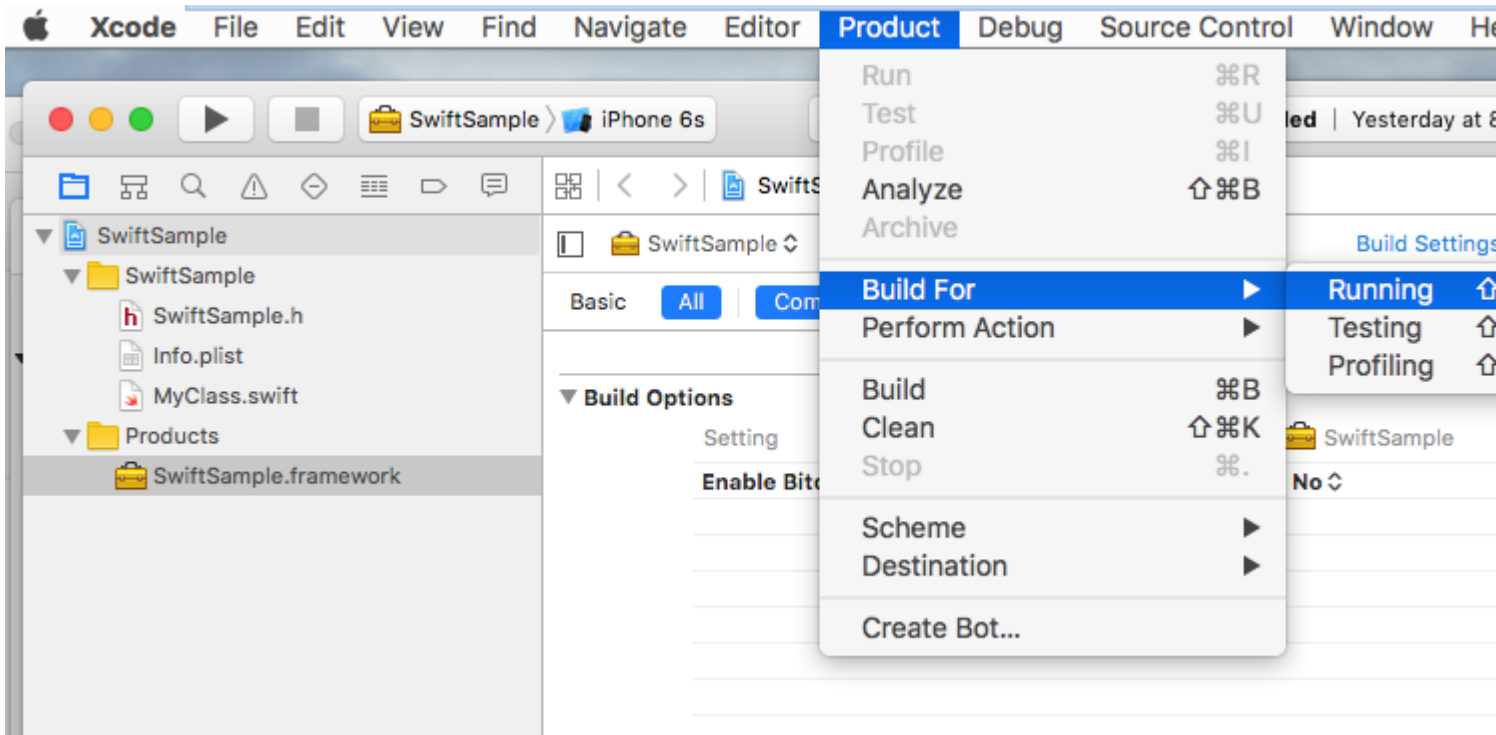 Xcode File Edit View Find Navigate Editor Product Debug Source Control Window
Run ⌘R
Test ⌘U
Profile ⌘I
Analyze ⇧⌘B
Archive
Build For
Perform Action
Build ⌘B
Clean ⇧⌘K
Stop ⌘.
Scheme
Destination
Create Bot...
Running ⇧
Testing ⇧
Profiling ⇧
SwiftSample iPhone 6s
Yesterday at
SwiftSample
SwiftSample
SwiftSample.h
Info.plist
MyClass.swift
Products
SwiftSample.framework
SwiftSample
Build Settings
Basic All
Build Options
Setting SwiftSample
Enable No